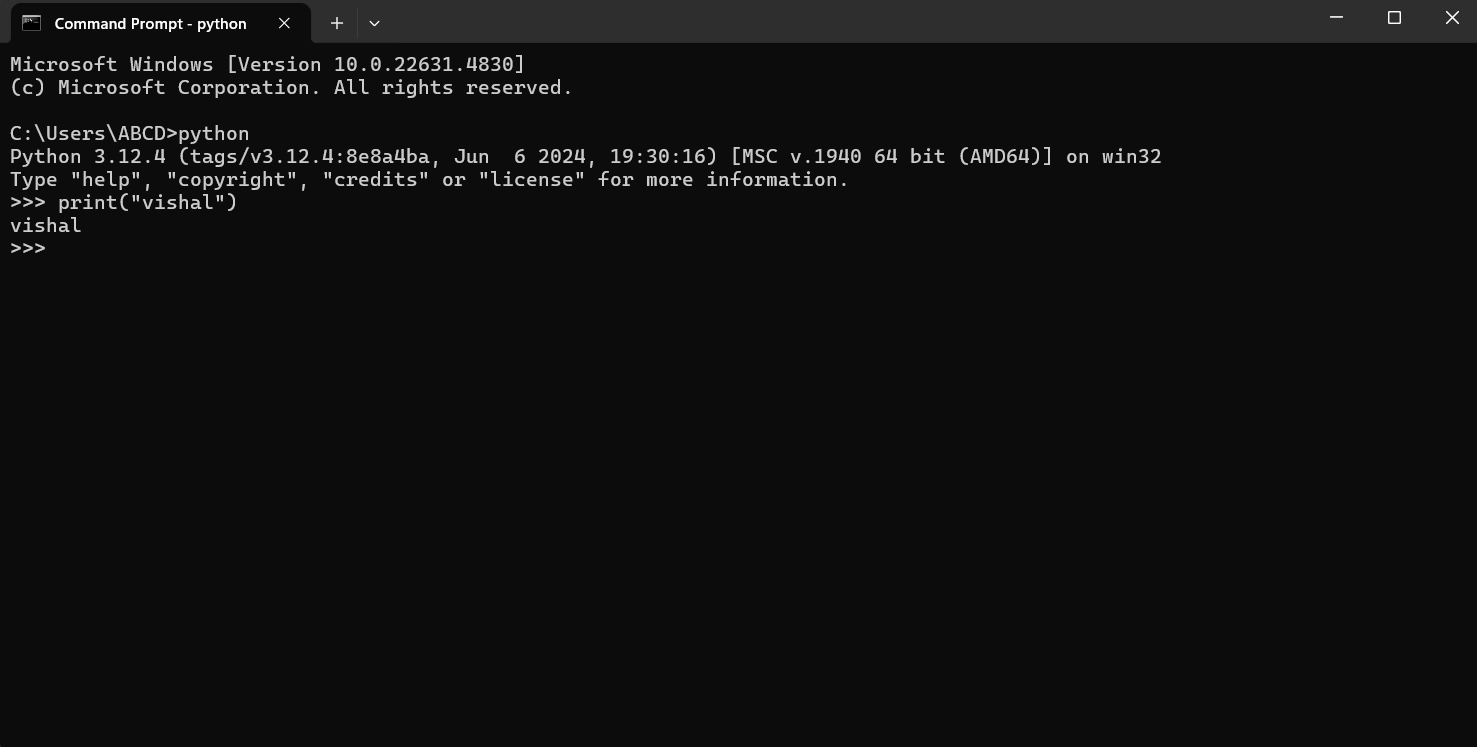 Command Prompt - python
Microsoft Windows [Version 10.0.22631.4830]
(c) Microsoft Corporation. All rights reserved.
C:\Users\ABCD>python
Python 3.12.4 (tags/v3.12.4:8e8a4ba, Jun  6 2024, 19:30:16) [MSC v.1940 64 bit (AMD64)] on win32
Type "help", "copyright", "credits" or "license" for more information.
>>> print("vishal")
vishal
>>>